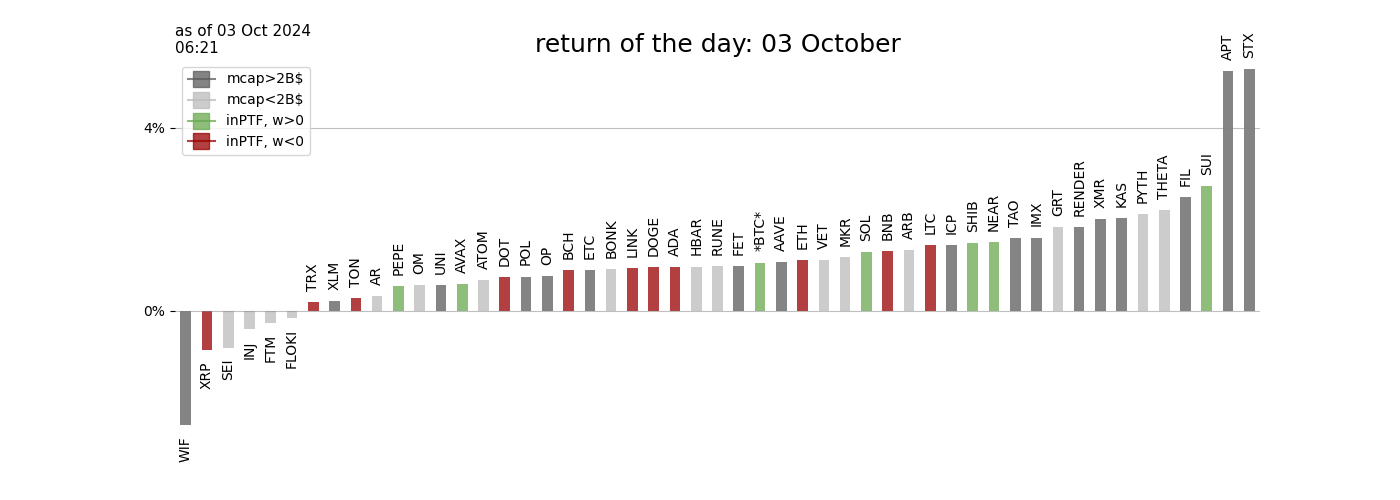 as of 03 Oct 2024
06:21
return of the day: 03 October
mcap>2B$
mcap<2B$
inPTF, w>0
inPTF, w<0
4%
0%
WIF
XRP
SEI
INJ
FTM
FLOKI
TRX
XLM
TON
AR
PEPE
OM
UNI
AVAX
ATOM
DOT
POL
OP
BCH
ETC
BONK
LINK
DOGE
ADA
HBAR
RUNE
FET
*BTC*
AAVE
ETH
VET
MKR
SOL
BNB
ARB
LTC
ICP
SHIB
NEAR
TAO
IMX
GRT
RENDER
XMR
KAS
PYTH
THETA
FIL
SUI
APT
STX